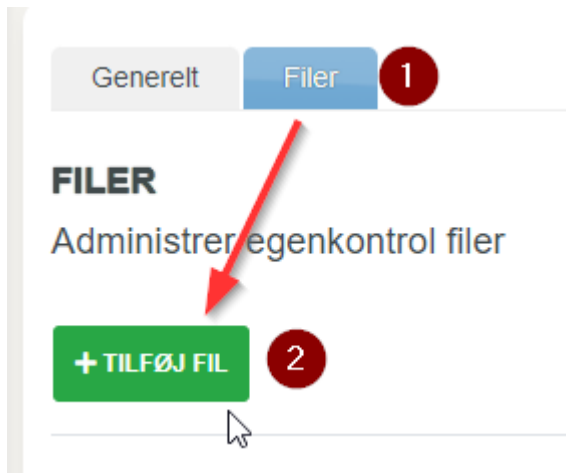 Generelt Filer 1
FILER
Administrer egenkontrol filer
+ TILFØJ FIL 2